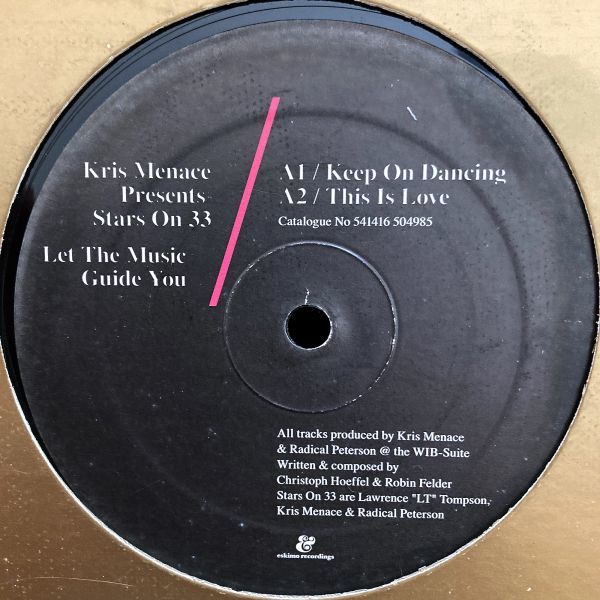 Kris Menace
Presents
Stars On 33
Let The Music
Guide You
A1 / Keep On Dancing
A2 / This Is Love
Catalogue No 541416 504985
All tracks produced by Kris Menace
& Radical Peterson @ the WIB-Suite
Written & composed by
Christoph Hoeffel & Robin Felder
Stars On 33 are Lawrence "LT" Tompson,
Kris Menace & Radical Peterson
&
eskimo recordings